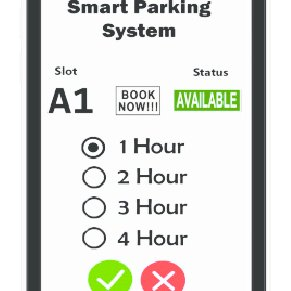 Smart Parking
System
Slot
Status
A1
BOOK
NOW!!!
AVAILABLE
1 Hour
2 Hour
3 Hour
4 Hour